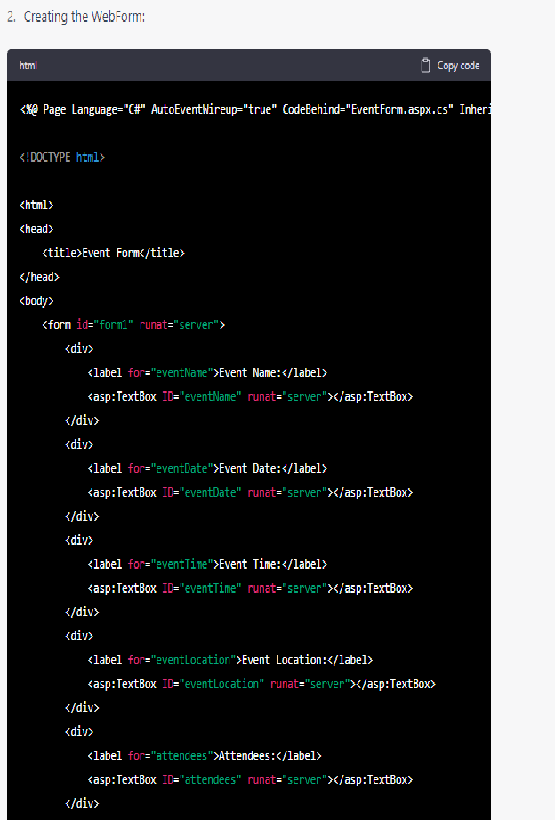 2. Creating the WebForm:
html
Copy code
<%@ Page Language="C#" AutoEventWireup="true" CodeBehind="EventForm.aspx.cs" Inheri
<!DOCTYPE html>
<html>
<head>
<title>Event Form</title>
</head>
<body>
<form id="form1" runat="server">
<div>
<label for="eventName">Event Name:</label>
<asp:TextBox ID="eventName" runat="server"></asp:TextBox>
</div>
<div>
<label for="eventDate">Event Date:</label>
<asp:TextBox ID="eventDate" runat="server"></asp:TextBox>
</div>
<div>
<label for="eventTime">Event Time:</label>
<asp:TextBox ID="eventTime" runat="server"></asp:TextBox>
</div>
<div>
<label for="eventLocation">Event Location:</label>
<asp:TextBox ID="eventLocation" runat="server"></asp:TextBox>
</div>
<div>
<label for="attendees">Attendees:</label>
<asp:TextBox ID="attendees" runat="server"></asp:TextBox>
</div>